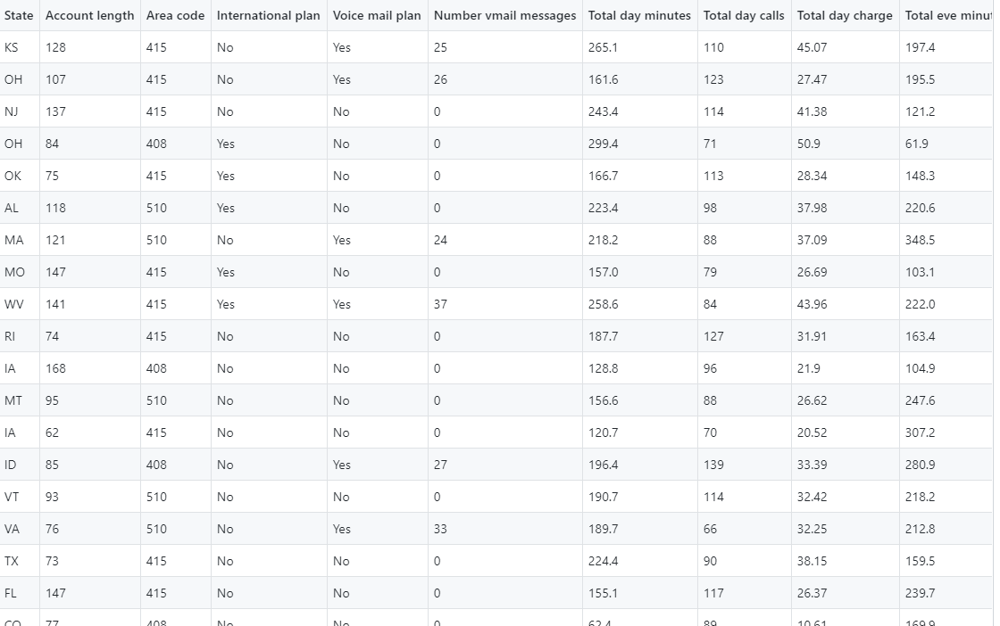 State Account length Area code International plan Voice mail plan Number vmail messages Total day minutes Total day calls Total day charge Total eve
KS 128 415 No Yes 25 265.1 110 45.07 197.4
OH 107 415 No Yes 26 161.6 123 27.47 195.5
NJ 137 415 No No 0 243.4 114 41.38 121.2
OH 84 408 Yes No 0 299.4 71 50.9 61.9
OK 75 415 Yes No 0 166.7 113 28.34 148.3
AL 118 510 Yes No 0 223.4 98 37.98 220.6
MA 121 510 No Yes 24 218.2 88 37.09 348.5
MO 147 415 Yes No 0 157.0 79 26.69 103.1
WV 141 415 Yes Yes 37 258.6 84 43.96 222.0
RI 74 415 No No 0 187.7 127 31.91 163.4
IA 168 408 No No 0 128.8 96 21.9 104.9
MT 95 510 No No 0 156.6 88 26.62 247.6
IA 62 415 No No 0 120.7 70 20.52 307.2
ID 85 408 No Yes 27 196.4 139 33.39 280.9
VT 93 510 No No 0 190.7 114 32.42 218.2
VA 76 510 No Yes 33 189.7 66 32.25 212.8
TX 73 415 No No 0 224.4 90 38.15 159.5
FL 147 415 No No 0 155.1 117 26.37 239.7
CO 77 408 No No 0 62.4 89 10.61 169.9